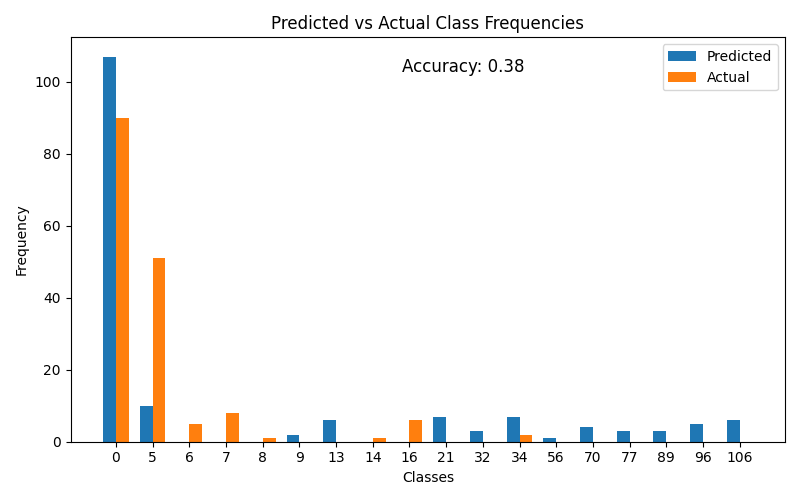 Predicted vs Actual Class Frequencies
Accuracy: 0.38
Predicted
Actual
Frequency
100
80
60
40
20
0
0 5 6 7 8 9 13 14 16 21 32 34 56 70 77 89 96 106
Classes